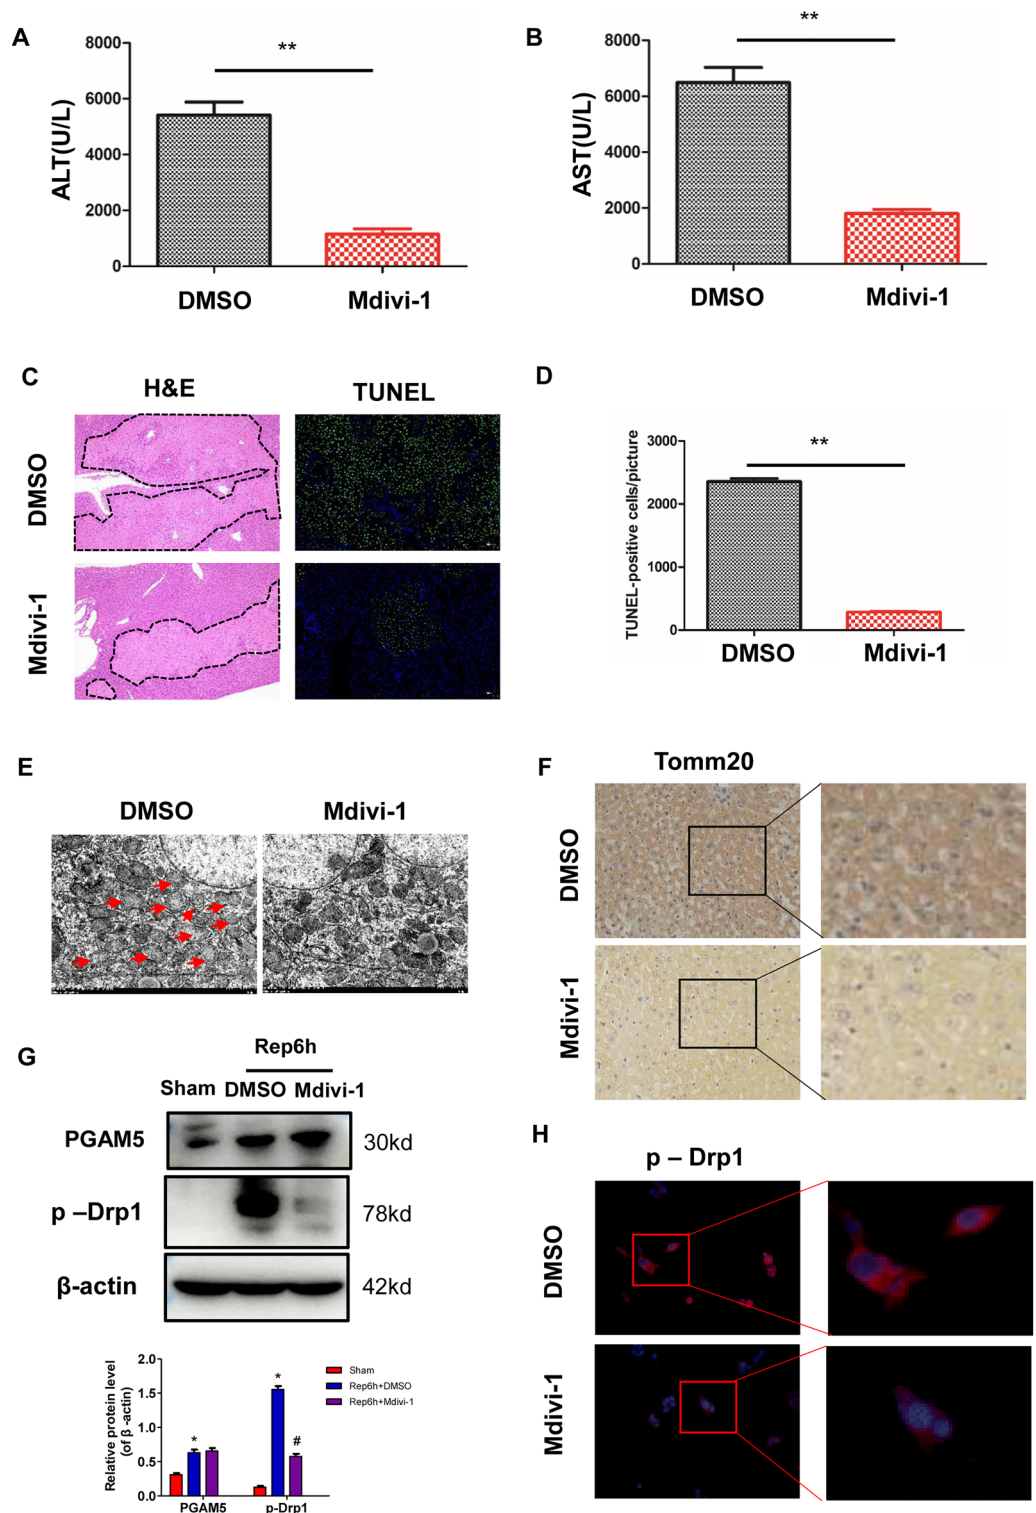 A
8000
6000
4000
2000
0
ALT(U/L)
**
DMSO
Mdivi-1
B
8000
6000
4000
2000
0
AST(U/L)
**
DMSO
Mdivi-1
C
H&E
TUNEL
DMSO
Mdivi-1
D
3000
2000
1000
0
TUNEL-positive cells/picture
**
DMSO
Mdivi-1
E
DMSO
Mdivi-1
F
Tomm20
DMSO
Mdivi-1
G
Rep6h
Sham DMSO Mdivi-1
PGAM5
30kd
p –Drp1
78kd
β-actin
42kd
2.0
1.5
1.0
0.5
0.0
Relative protein level
(of β -actin)
*
*
#
PGAM5
p-Drp1
Sham
Rep6h+DMSO
Rep6h+Mdivi-1
H
p – Drp1
DMSO
Mdivi-1